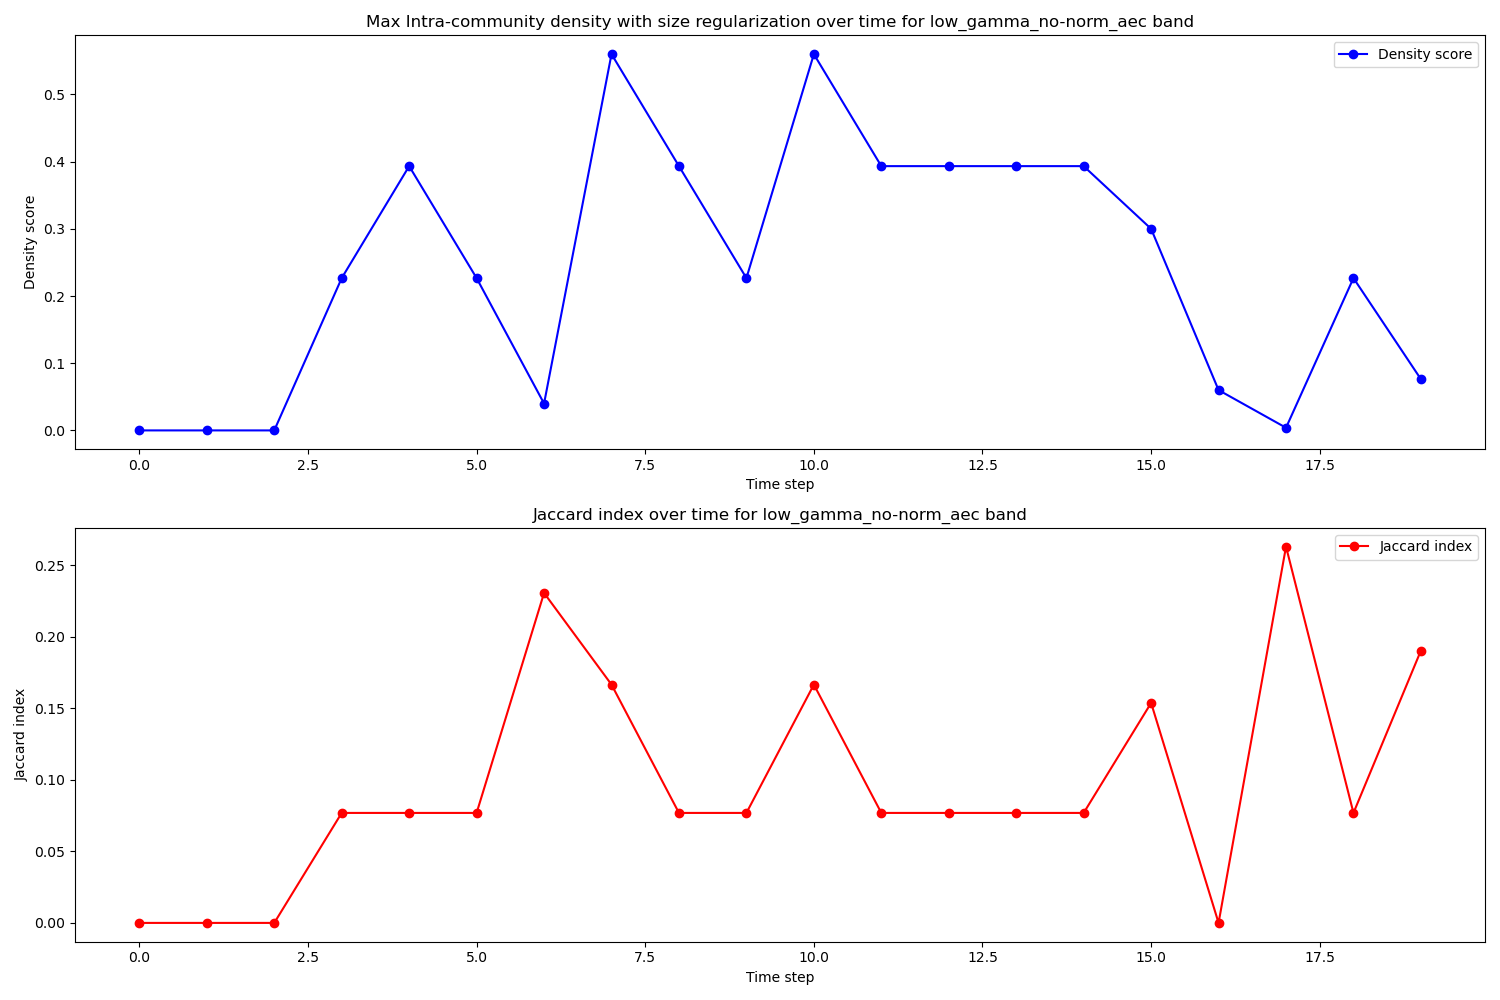 Max Intra-community density with size regularization over time for low_gamma_no-norm_aec band
Density score
0.5
0.4
0.3
0.2
0.1
0.0
Density score
0.0 2.5 5.0 7.5 10.0 12.5 15.0 17.5
Time step
Jaccard index over time for low_gamma_no-norm_aec band
Jaccard index
0.25
0.20
0.15
0.10
0.05
0.00
Jaccard index
0.0 2.5 5.0 7.5 10.0 12.5 15.0 17.5
Time step